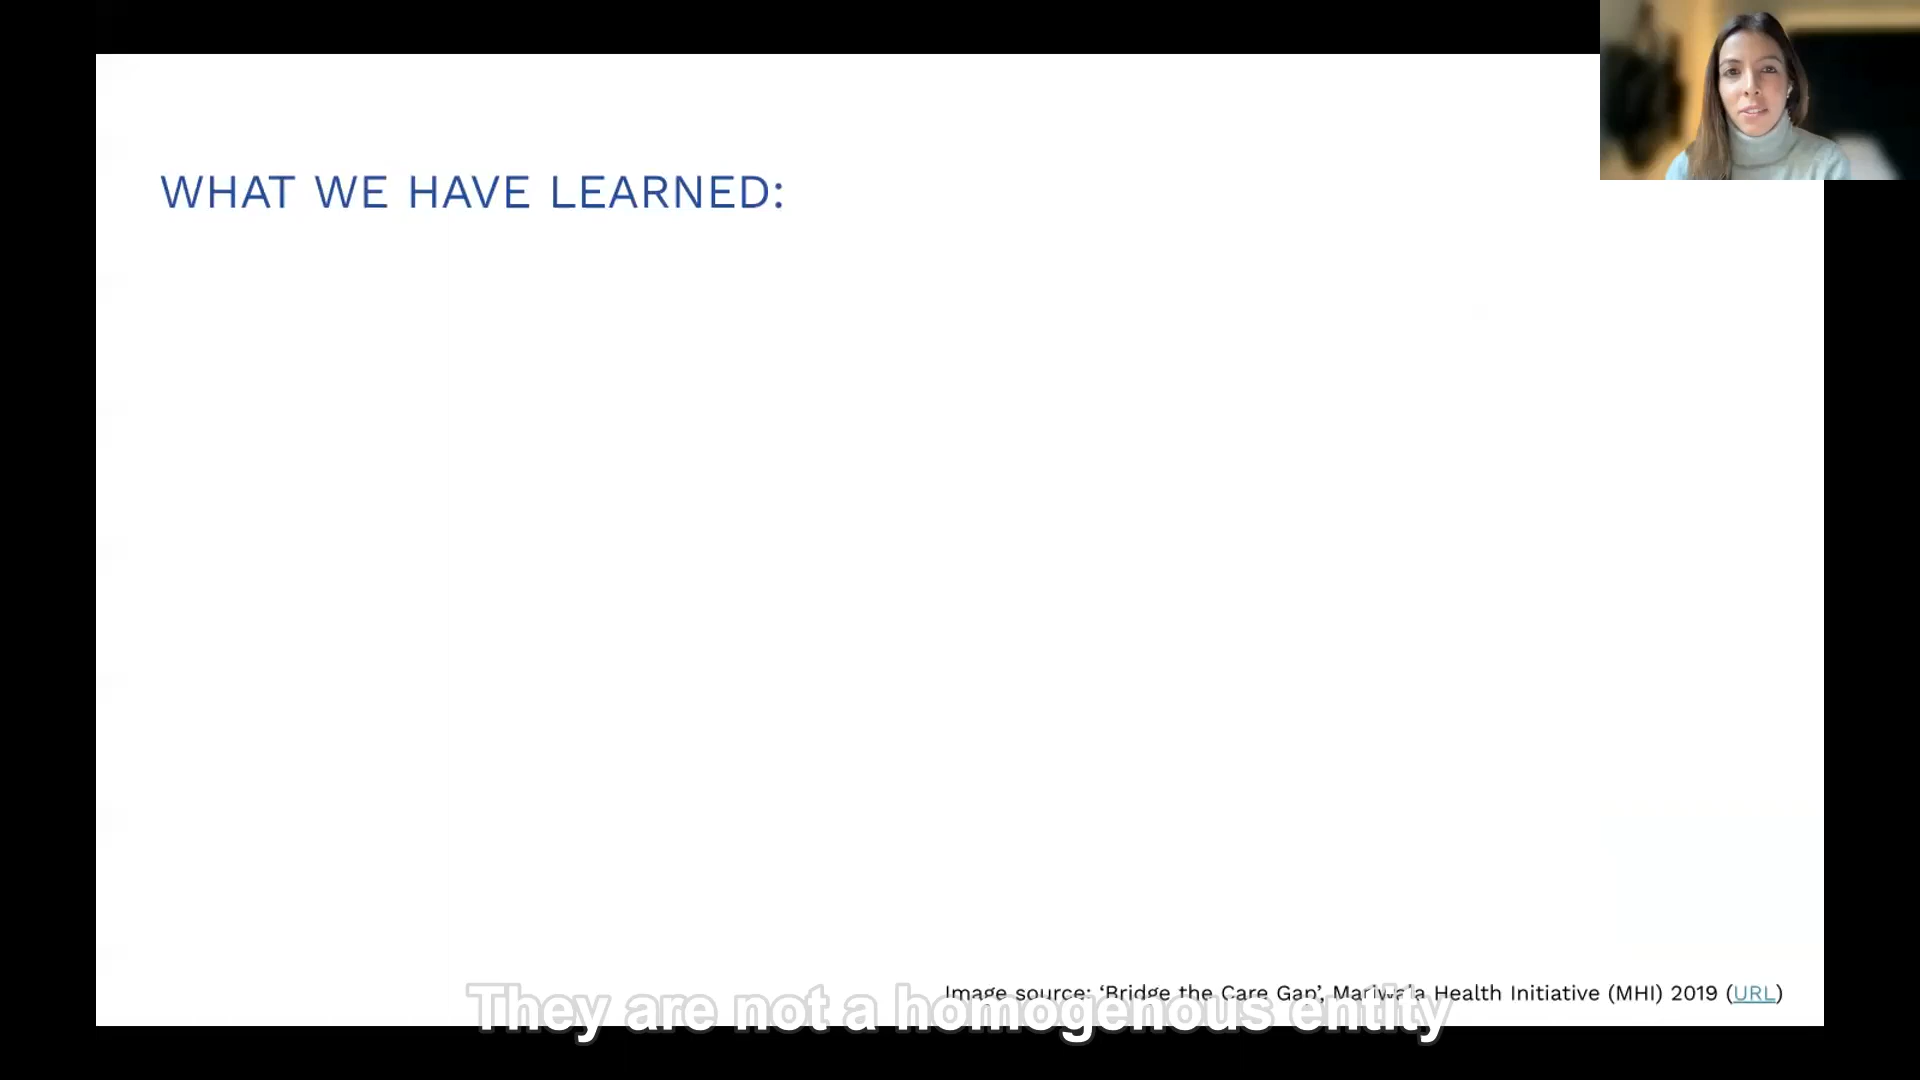 WHAT WE HAVE LEARNED:
Image source: ‘Bridge the Care Gap’, Mariwala Health Initiative (MHI) 2019 (URL)
They are not a homogenous entity